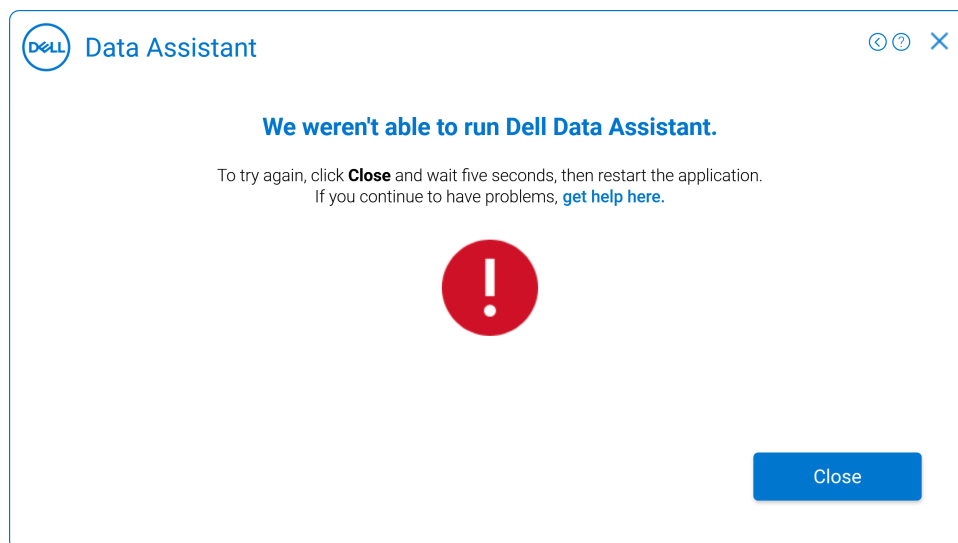 DELL Data Assistant
We weren't able to run Dell Data Assistant.
To try again, click Close and wait five seconds, then restart the application.
If you continue to have problems, get help here.
Close